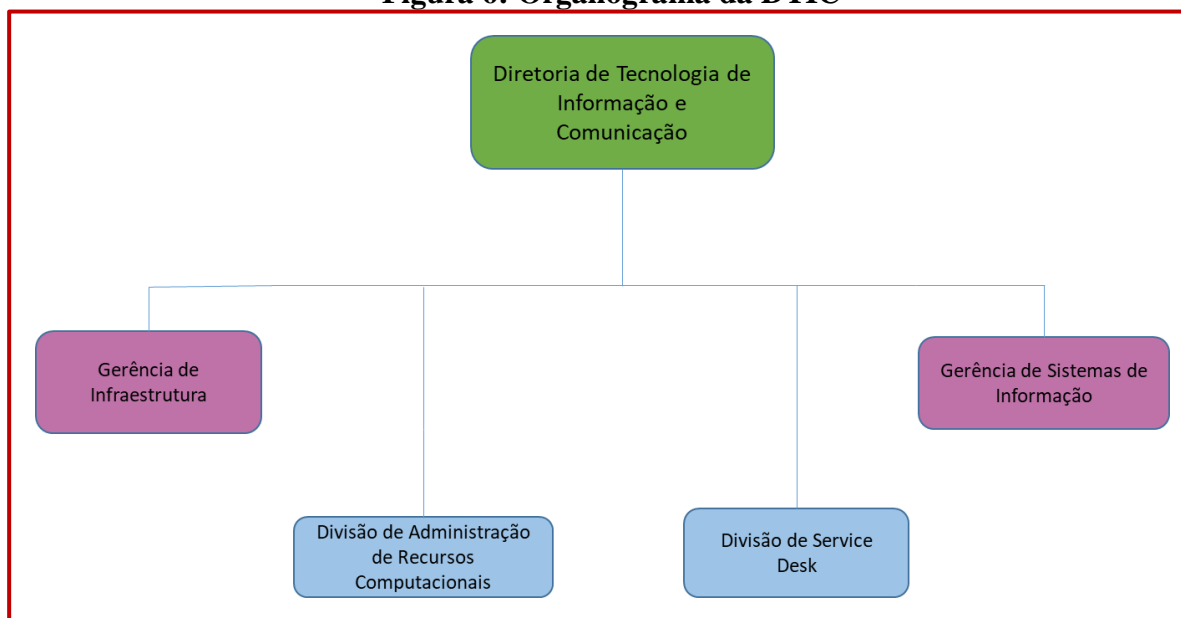 Figura 6: Organograma da DTIC
Diretoria de Tecnologia de
Informação e
Comunicação
Gerência de
Infraestrutura
Gerência de Sistemas de
Informação
Divisão de Administração
de Recursos
Computacionais
Divisão de Service
Desk